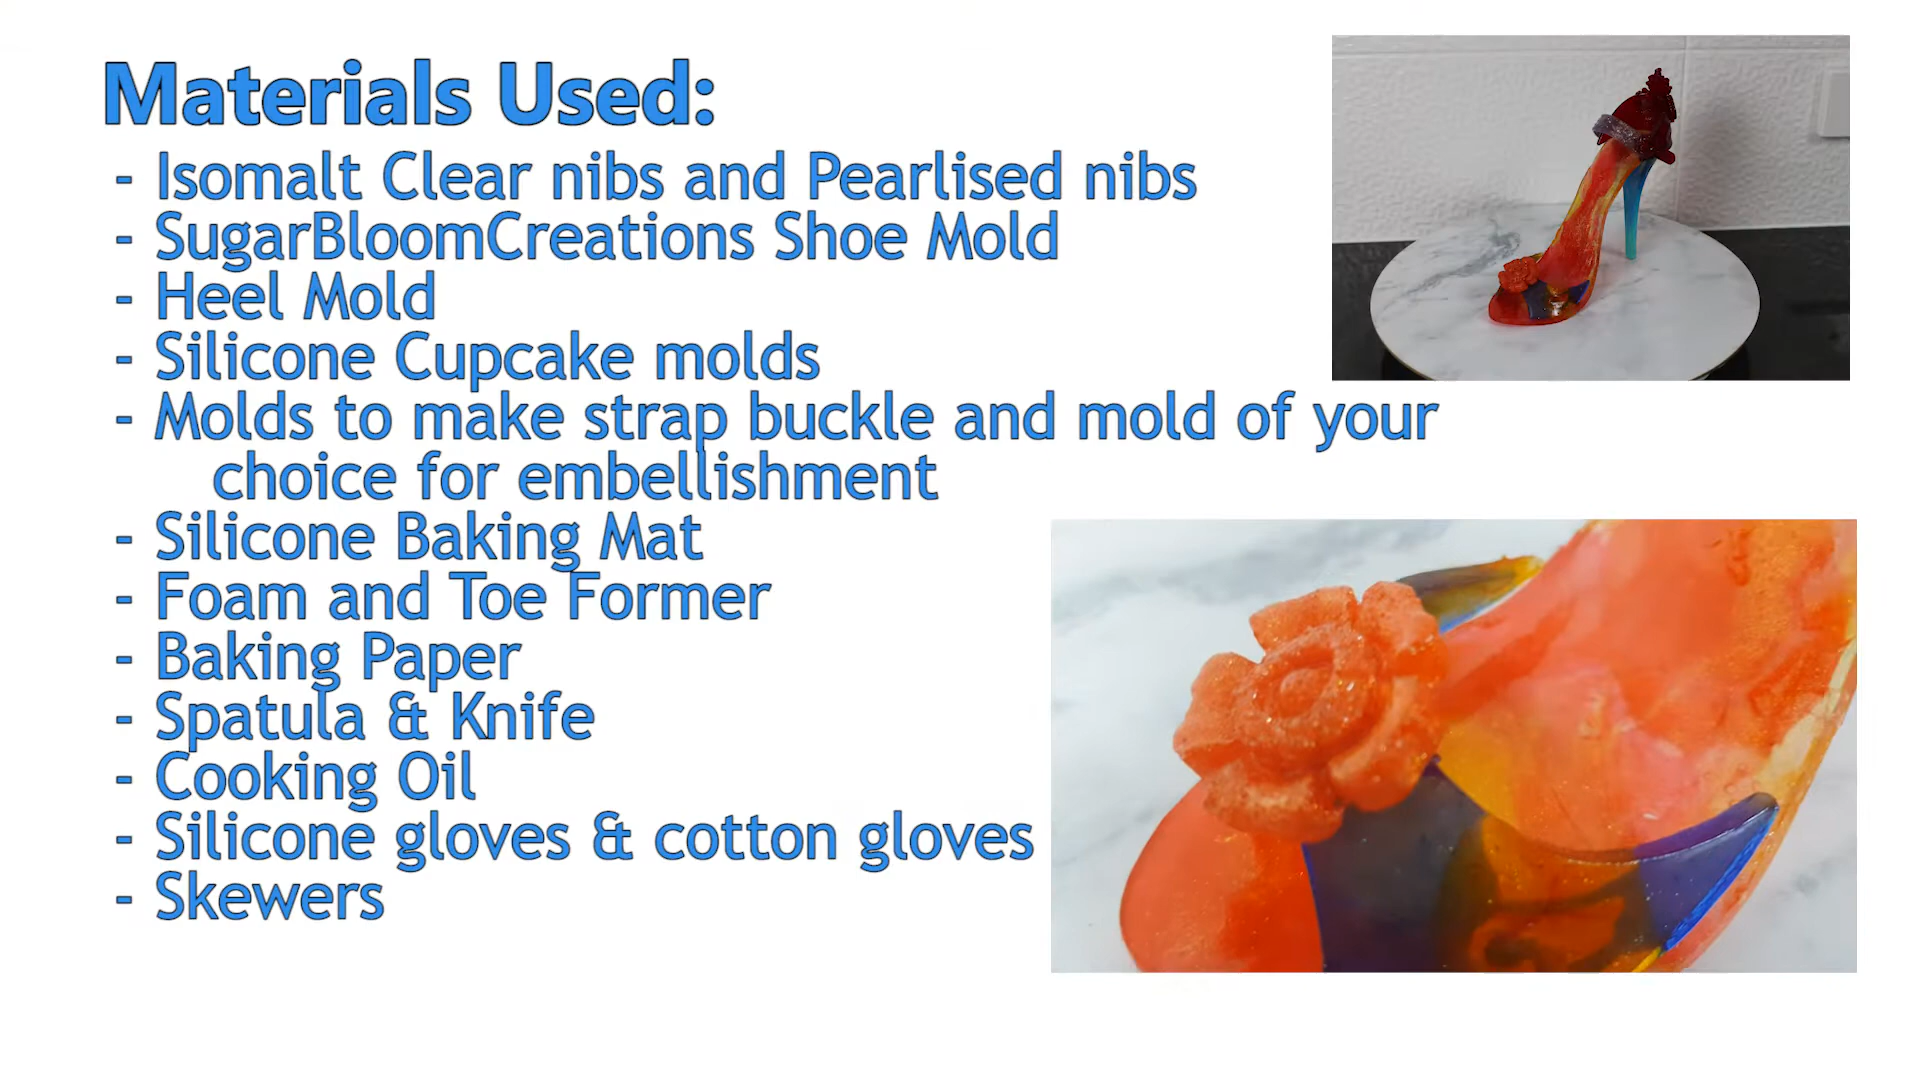 Materials Used:
- Isomalt Clear nibs and Pearlised nibs
- SugarBloomCreations Shoe Mold
- Heel Mold
- Silicone Cupcake molds
- Molds to make strap buckle and mold of your
choice for embellishment
- Silicone Baking Mat
- Foam and Toe Former
- Baking Paper
- Spatula & Knife
- Cooking Oil
- Silicone gloves & cotton gloves
- Skewers